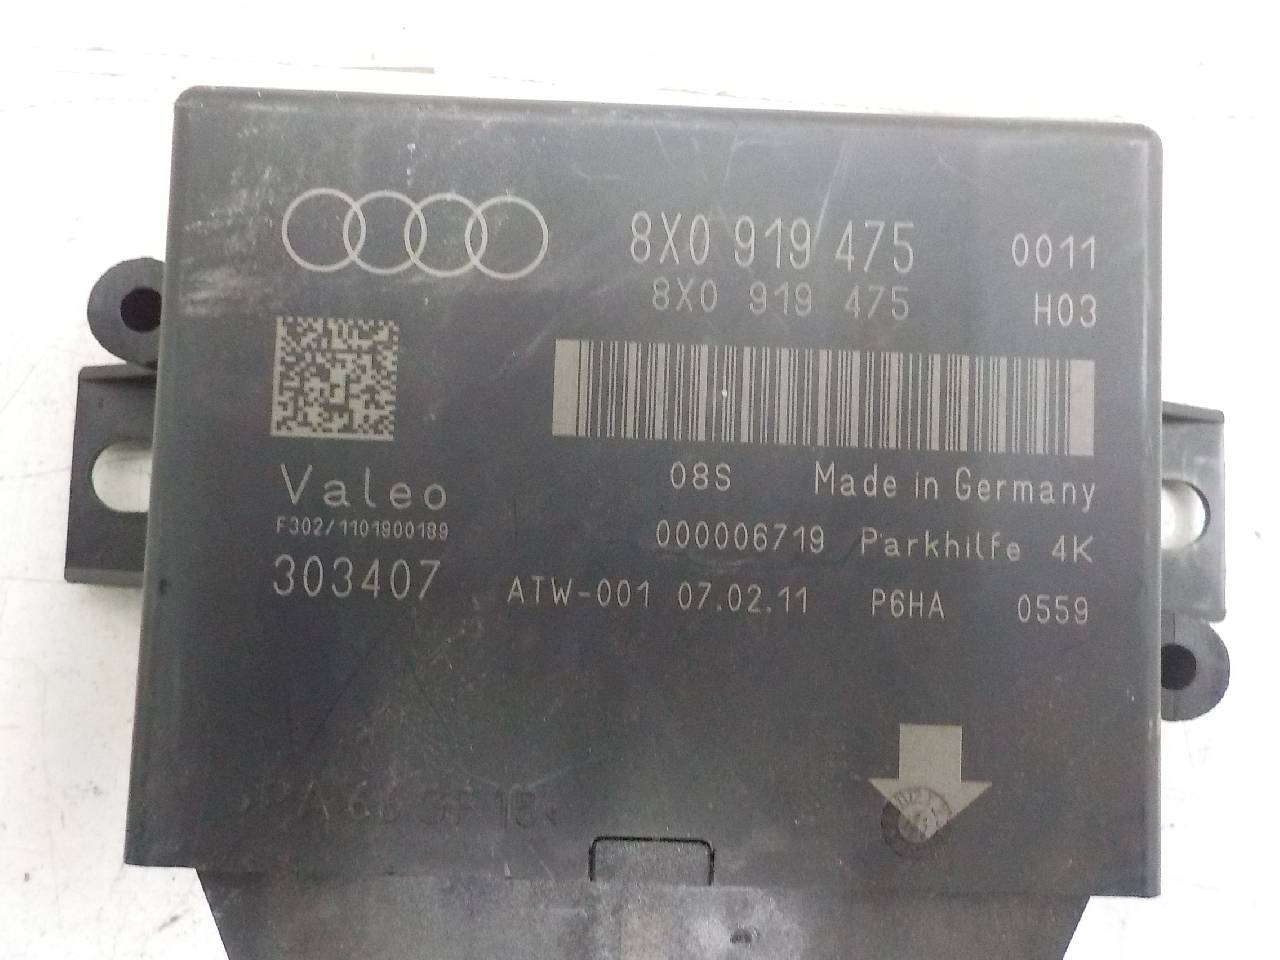 8X0 919 475 0011
8X0 919 475 H03
Valeo
F302/1101900189
303407
08S Made in Germany
000006719 Parkhilfe 4K
ATW-001 07.02.11 P6HA 0559